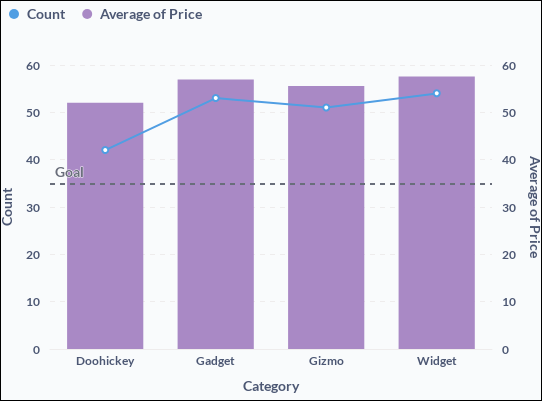 Count Average of Price
60 60
50 50
40 40
Goal
30 30
20 20
10 10
0 0
Count
Average of Price
Doohickey Gadget Gizmo Widget
Category